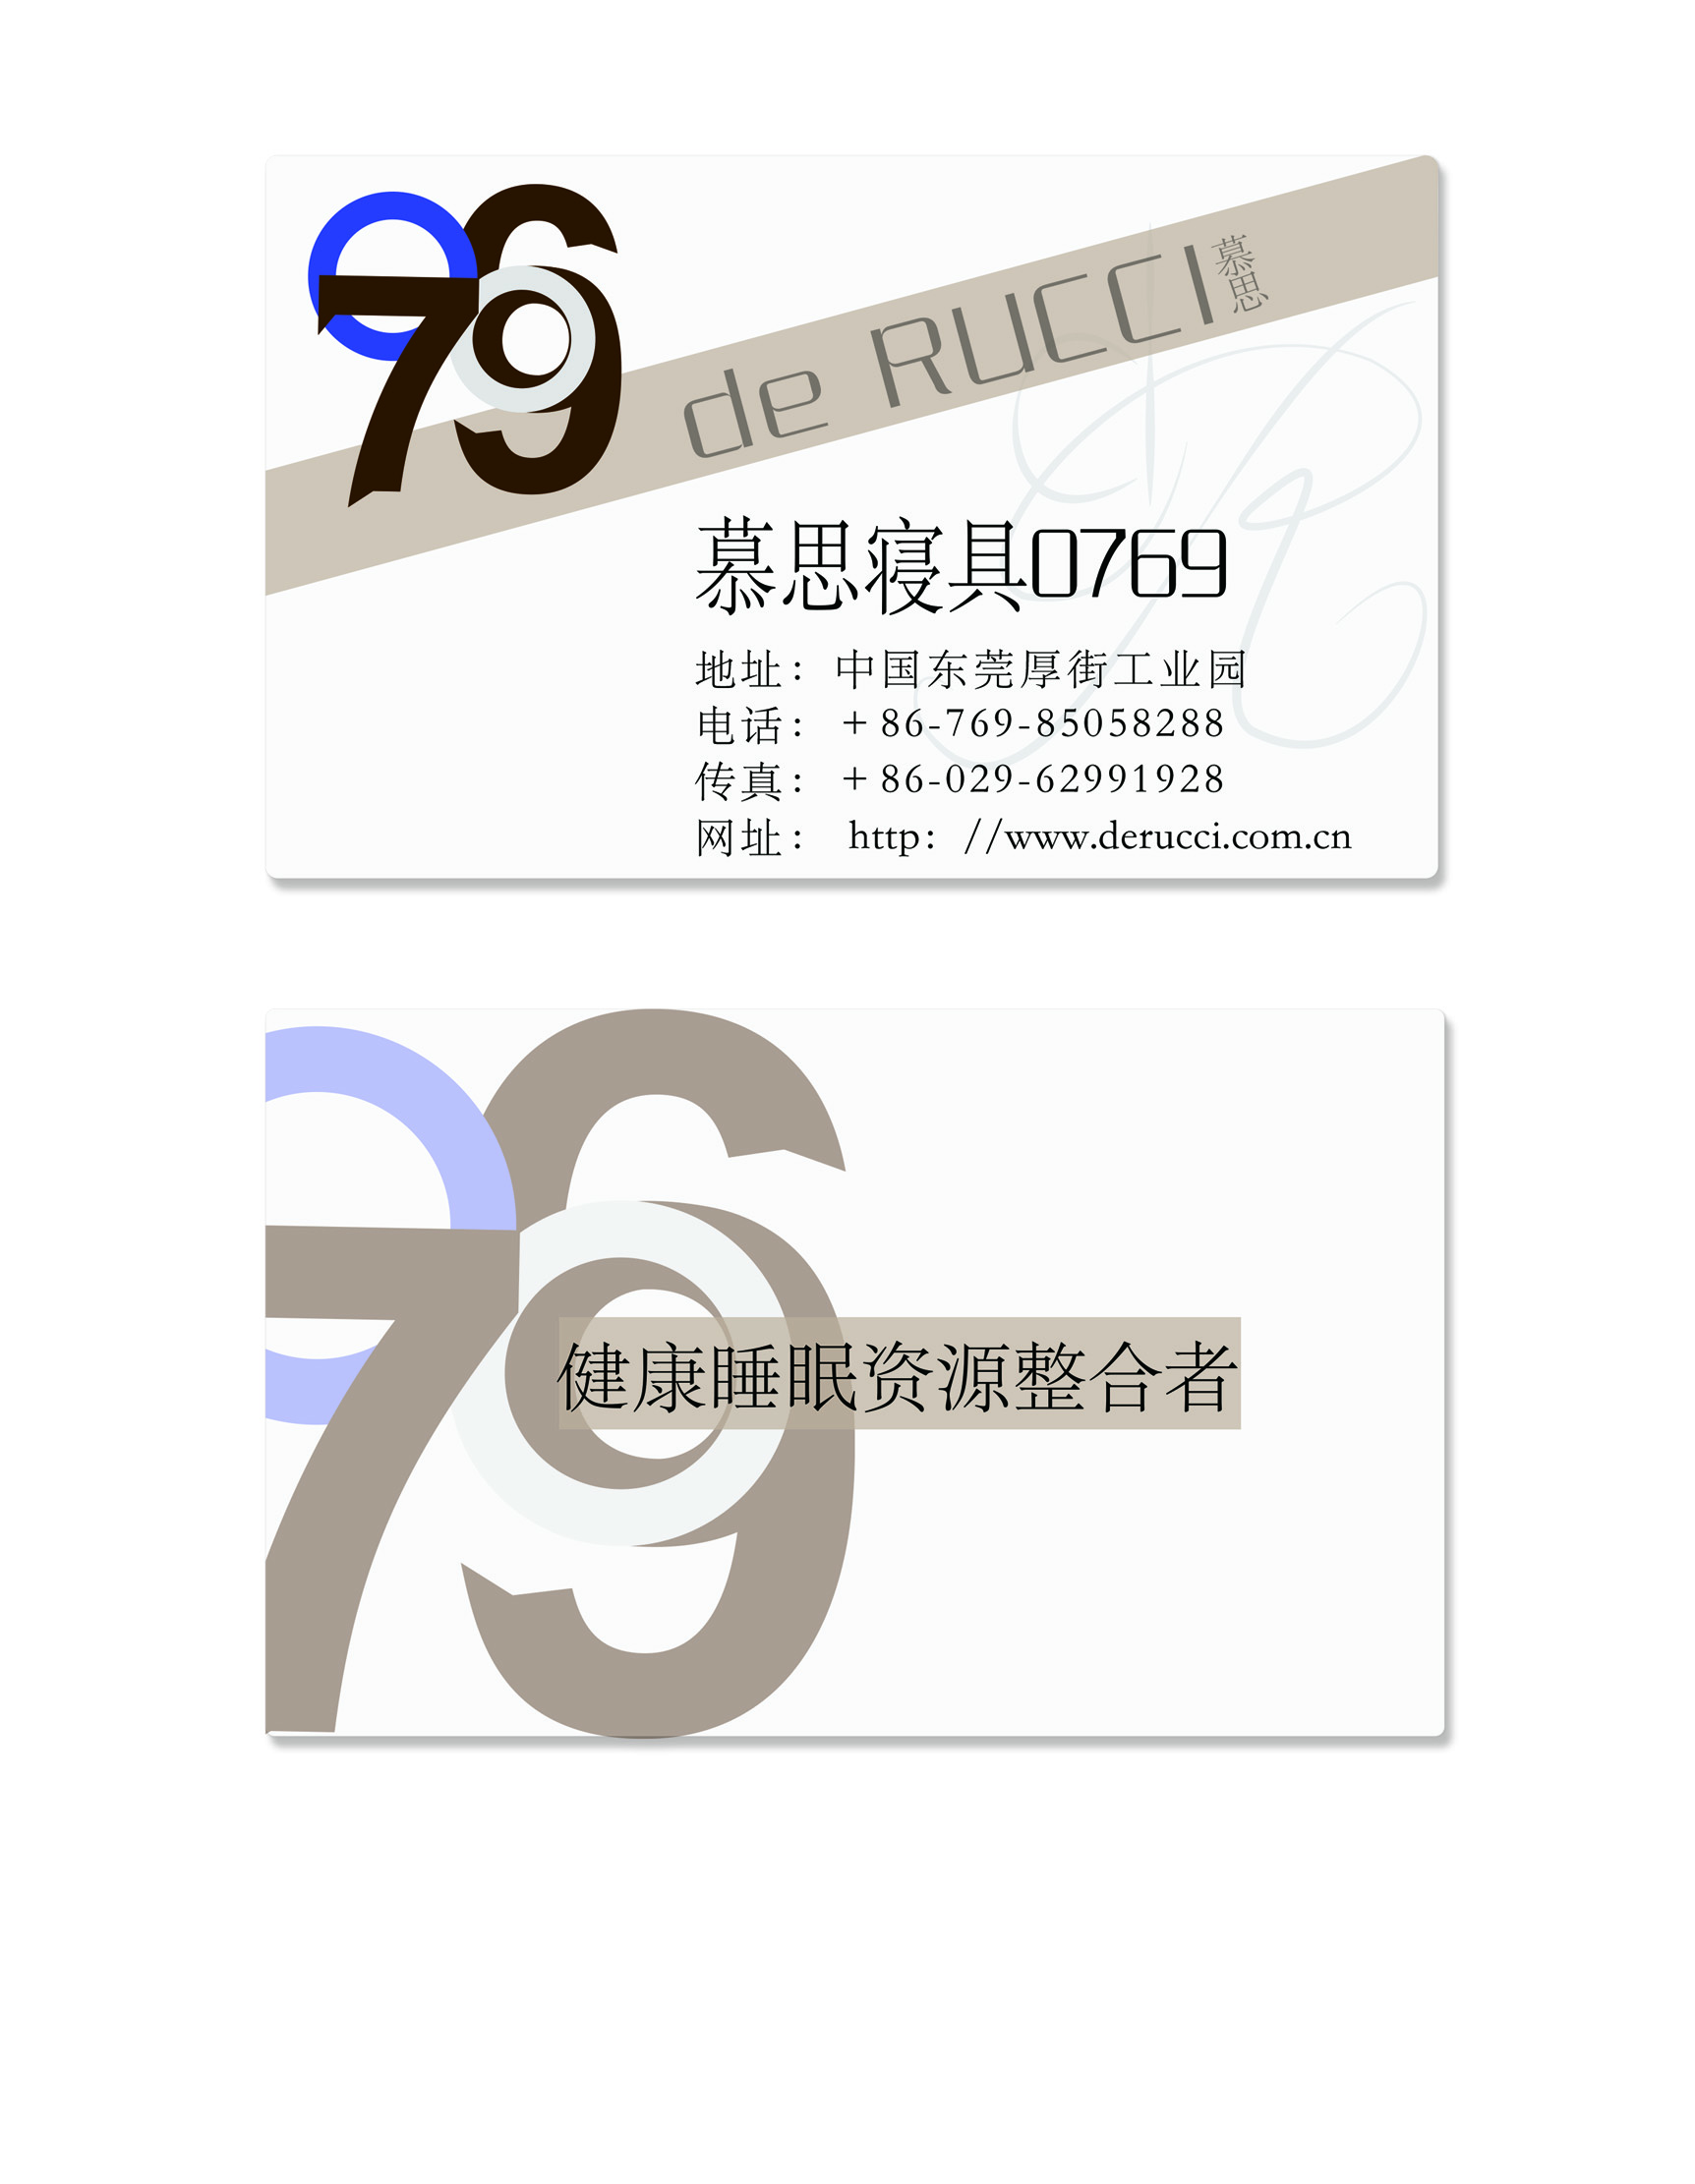 0769
de RUCCI 慕思
慕思寝具0769
地址：中国东莞厚街工业园
电话：+86-769-85058288
传真：+86-029-62991928
网址：http：//www.derucci.com.cn
0769
健康睡眠资源整合者